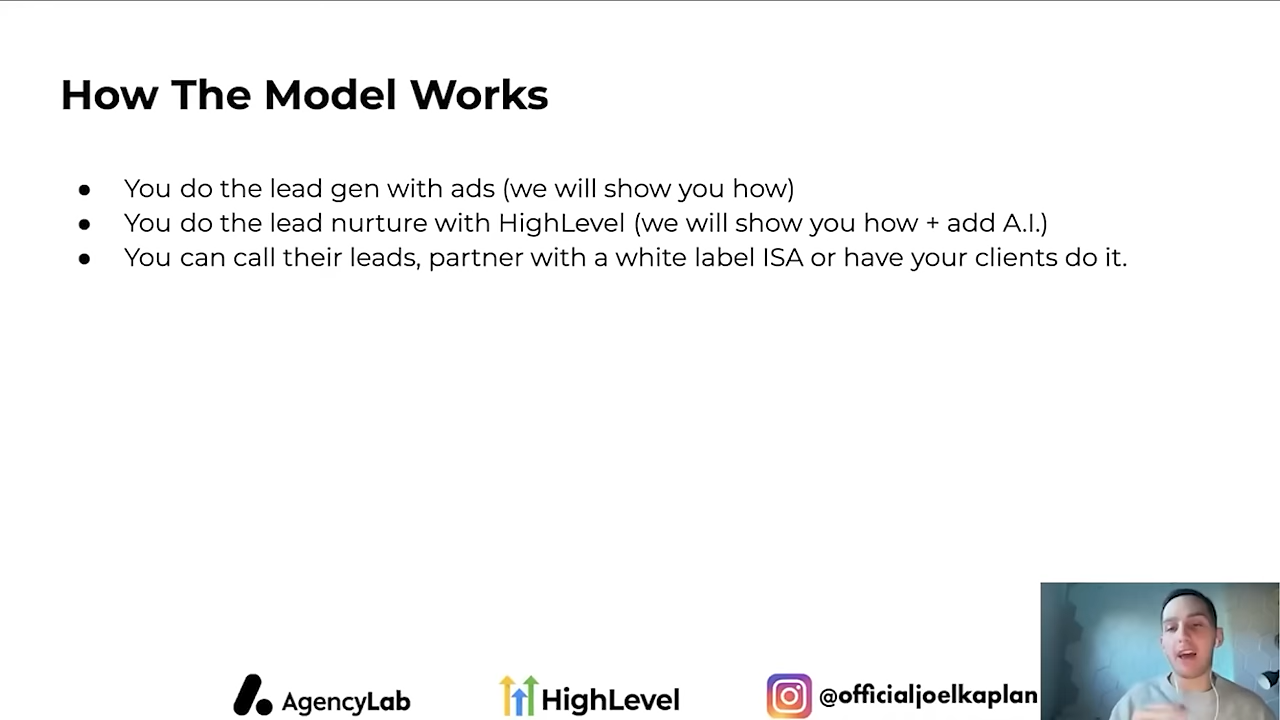 How The Model Works
● You do the lead gen with ads (we will show you how)
● You do the lead nurture with HighLevel (we will show you how + add A.I.)
● You can call their leads, partner with a white label ISA or have your clients do it.
AgencyLab
HighLevel
@officialjoelkaplan